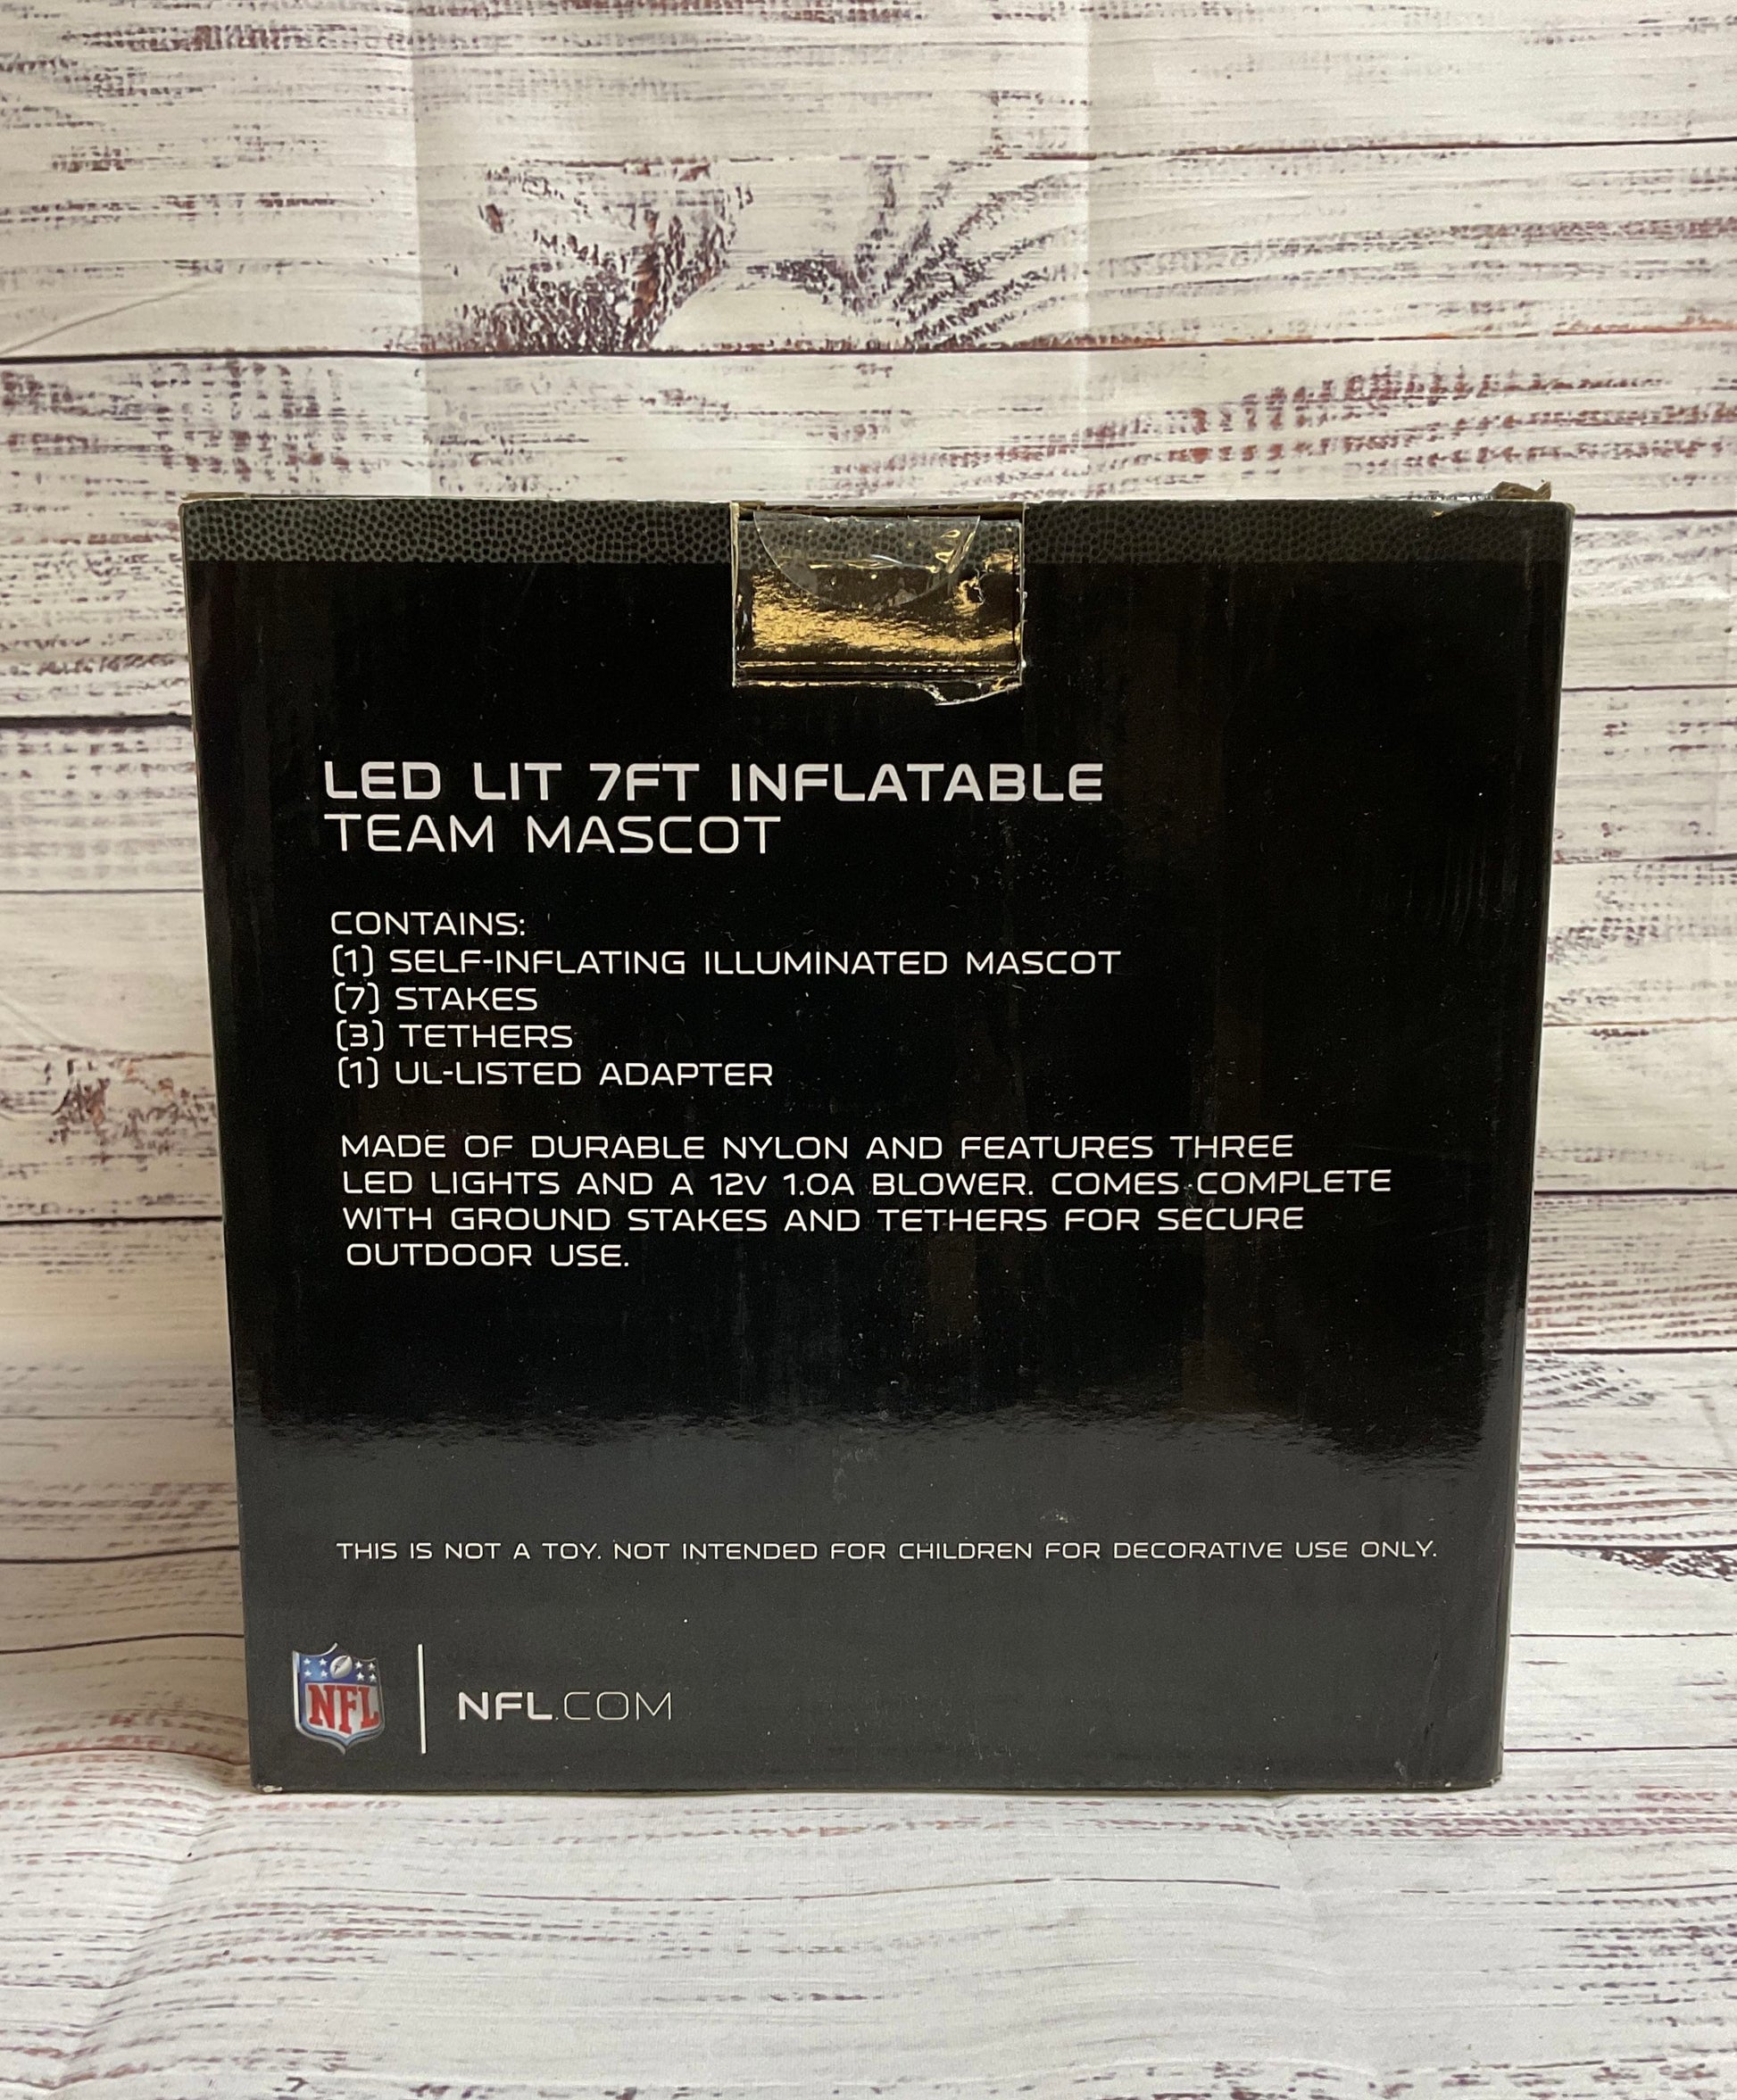 LED LIT 7FT INFLATABLE
TEAM MASCOT
CONTAINS:
(1) SELF-INFLATING ILLUMINATED MASCOT
(7) STAKES
(3) TETHERS
(1) UL-LISTED ADAPTER
MADE OF DURABLE NYLON AND FEATURES THREE
LED LIGHTS AND A 12V 1.0A BLOWER. COMES COMPLETE
WITH GROUND STAKES AND TETHERS FOR SECURE
OUTDOOR USE.
THIS IS NOT A TOY. NOT INTENDED FOR CHILDREN FOR DECORATIVE USE ONLY.
NFL
NFL.COM